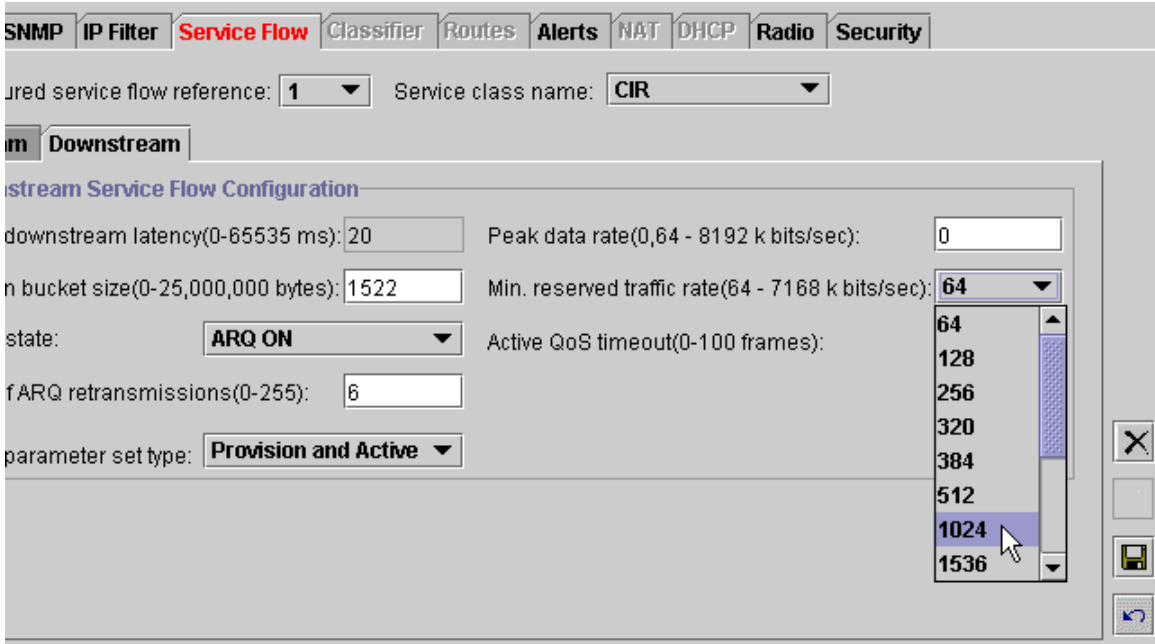 SNMP IP Filter Service Flow Classifier Routes Alerts NAT DHCP Radio Security
ured service flow reference: 1 Service class name: CIR
am Downstream
stream Service Flow Configuration
downstream latency(0-65535 ms): 20 Peak data rate(0,64 - 8192 k bits/sec): 0
n bucket size(0-25,000,000 bytes): 1522 Min. reserved traffic rate(64 - 7168 k bits/sec): 64
state: ARQ ON Active QoS timeout(0-100 frames):
f ARQ retransmissions(0-255): 6
parameter set type: Provision and Active
64
128
256
320
384
512
1024
1536